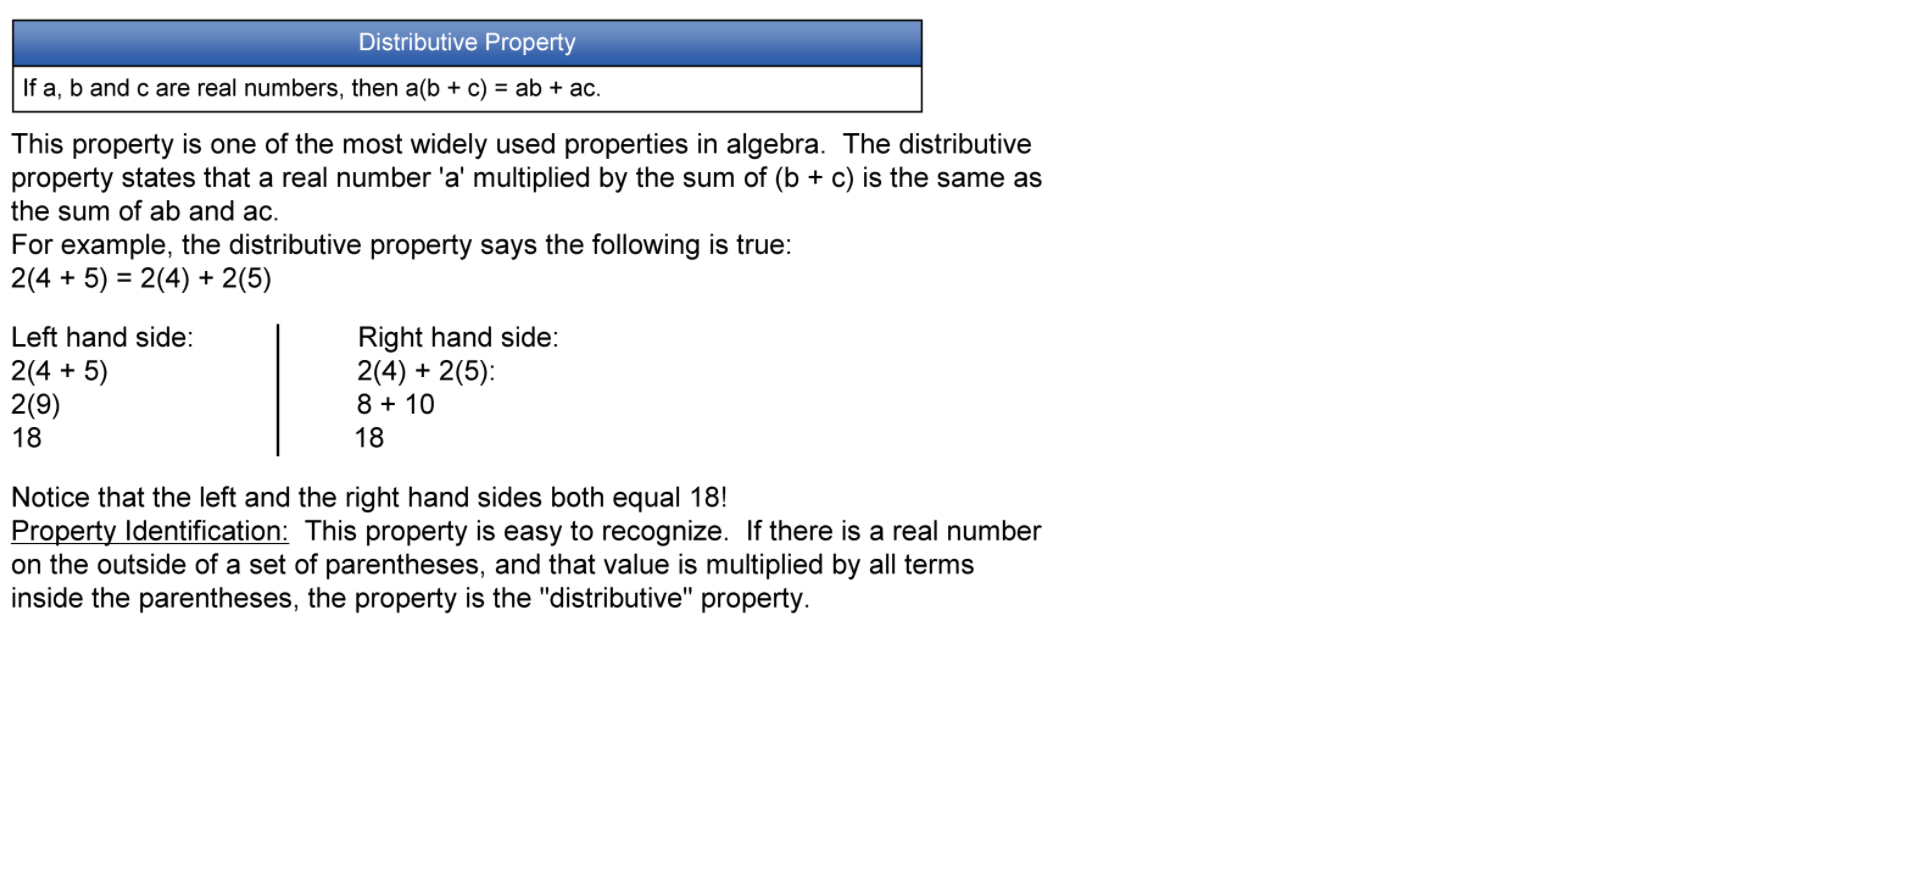 Distributive Property
If a, b and c are real numbers, then a(b + c) = ab + ac.
This property is one of the most widely used properties in algebra.  The distributive
property states that a real number 'a' multiplied by the sum of (b + c) is the same as
the sum of ab and ac.
For example, the distributive property says the following is true:
2(4 + 5) = 2(4) + 2(5)
Left hand side:
2(4 + 5)
2(9)
18
Right hand side:
2(4) + 2(5):
8 + 10
18
Notice that the left and the right hand sides both equal 18!
Property Identification:  This property is easy to recognize.  If there is a real number
on the outside of a set of parentheses, and that value is multiplied by all terms
inside the parentheses, the property is the "distributive" property.